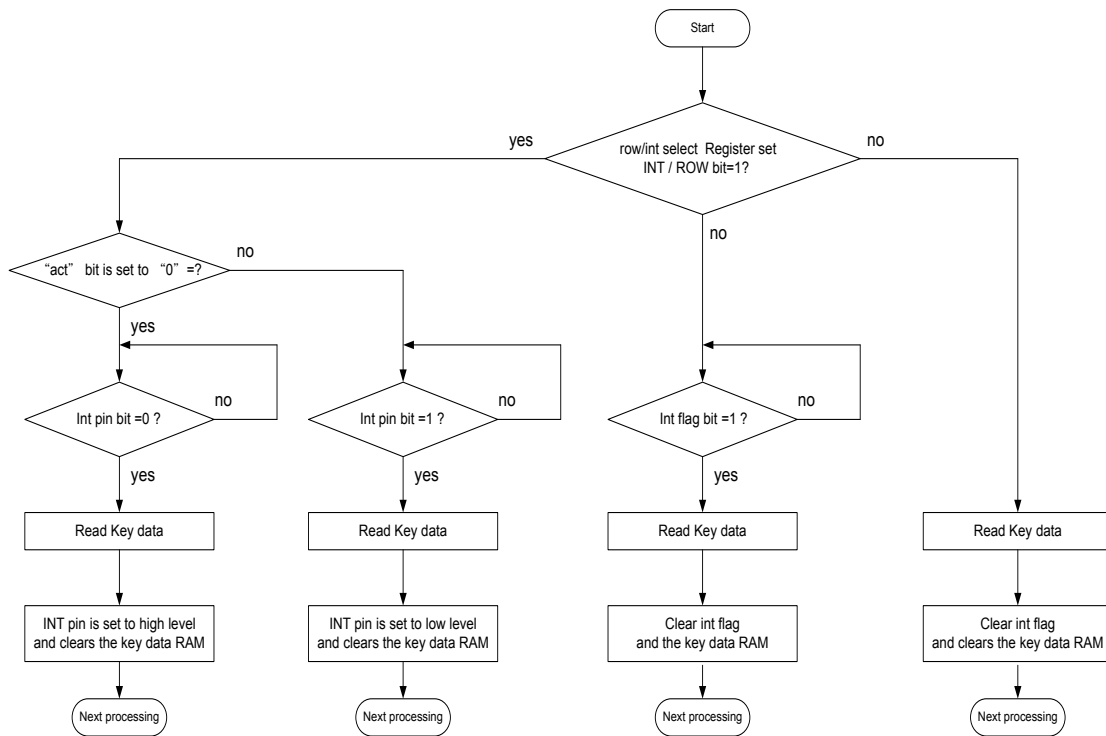 Start
row/int select Register set
INT / ROW bit=1?
yes
no
no
“act” bit is set to “0” =?
no
yes
Int pin bit =0 ?
no
Int pin bit =1 ?
no
Int flag bit =1 ?
no
yes
yes
yes
Read Key data
Read Key data
Read Key data
Read Key data
INT pin is set to high level
and clears the key data RAM
INT pin is set to low level
and clears the key data RAM
Clear int flag
and the key data RAM
Clear int flag
and clears the key data RAM
Next processing
Next processing
Next processing
Next processing